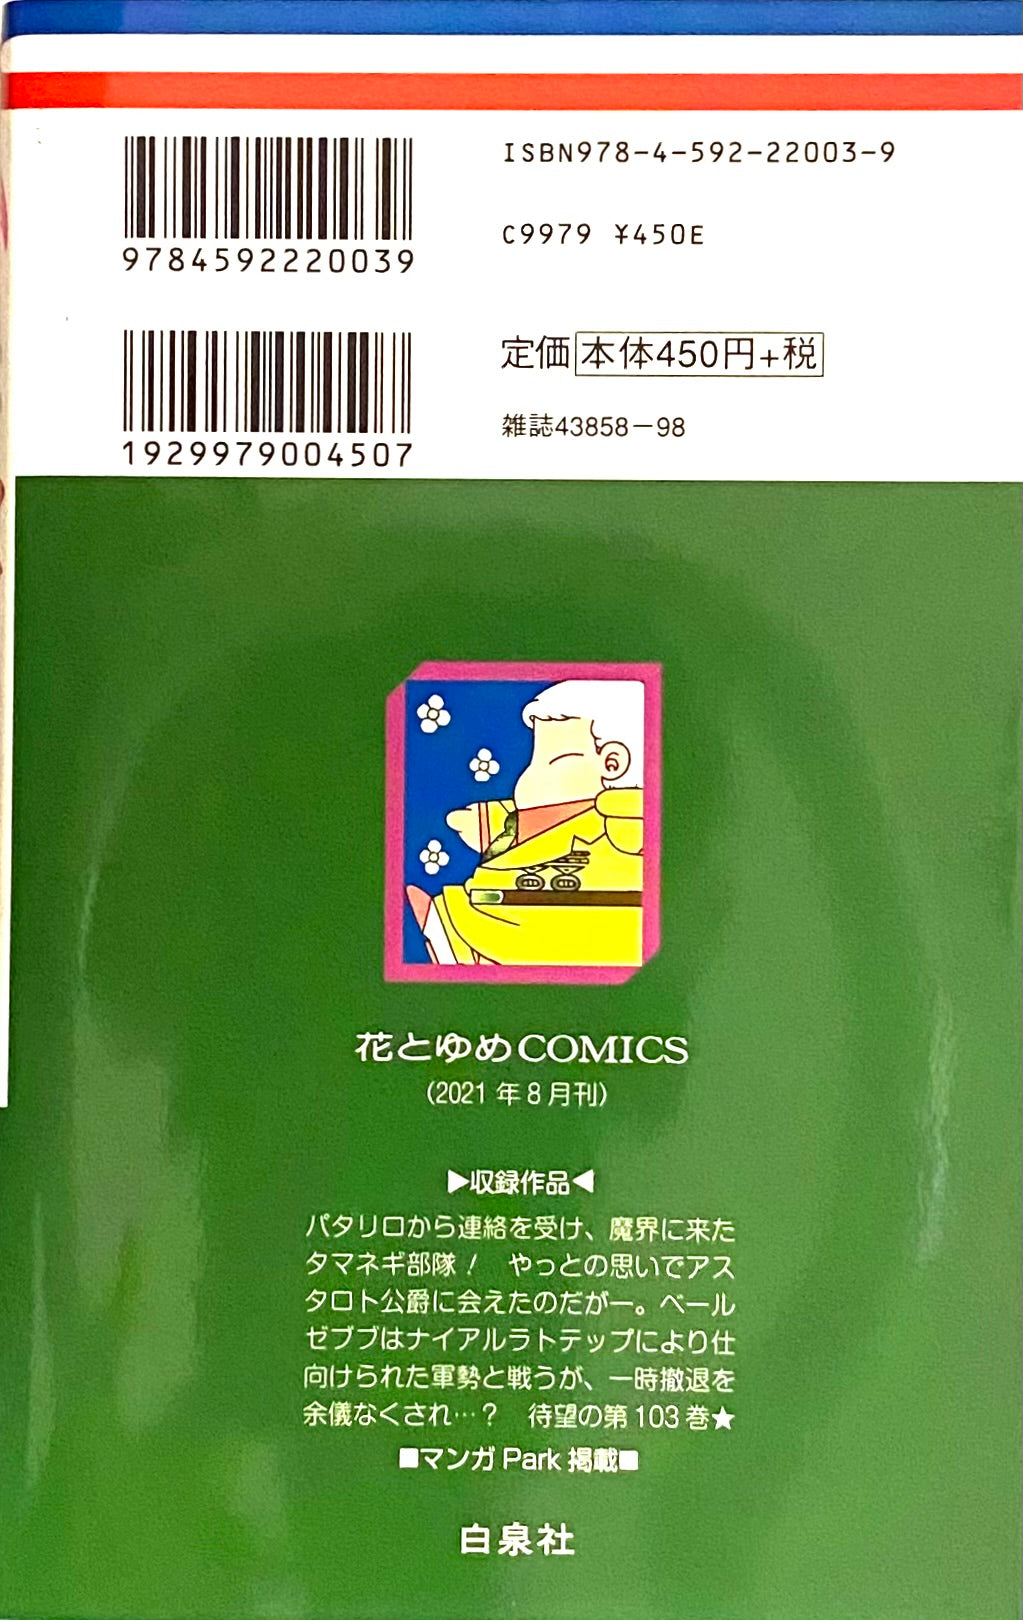 ISBN978-4-592-22003-9
9784592220039
C9979 ¥450E
定価 本体450円+税
1929979004507
雑誌43858-98
花とゆめCOMICS
(2021年8月刊)
▶収録作品◀
パタリロから連絡を受け、魔界に来た
タマネギ部隊! やっとの思いでアス
タロト公爵に会えたのだがー。ベール
ゼブブはナイアルラトテップにより仕
向けられた軍勢と戦うが、一時撤退を
余儀なくされ…? 待望の第103巻★
■マンガPark掲載■
白泉社